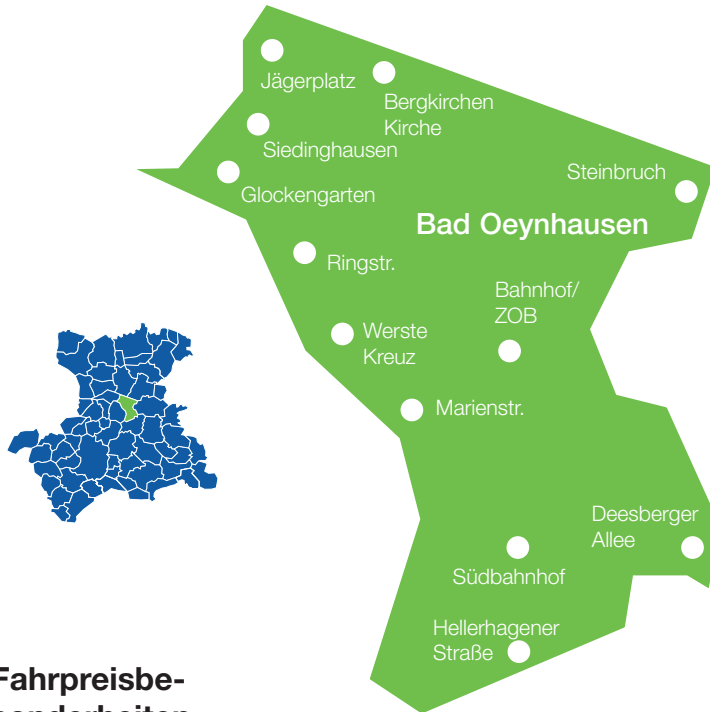 Jägerplatz
Bergkirchen
Kirche
Siedinghausen
Steinbruch
Glockengarten
Bad Oeynhausen
Ringstr.
Bahnhof/
ZOB
Werste
Kreuz
Marienstr.
Deesberger
Allee
Südbahnhof
Hellerhagener
Straße
Fahrpreisbe-